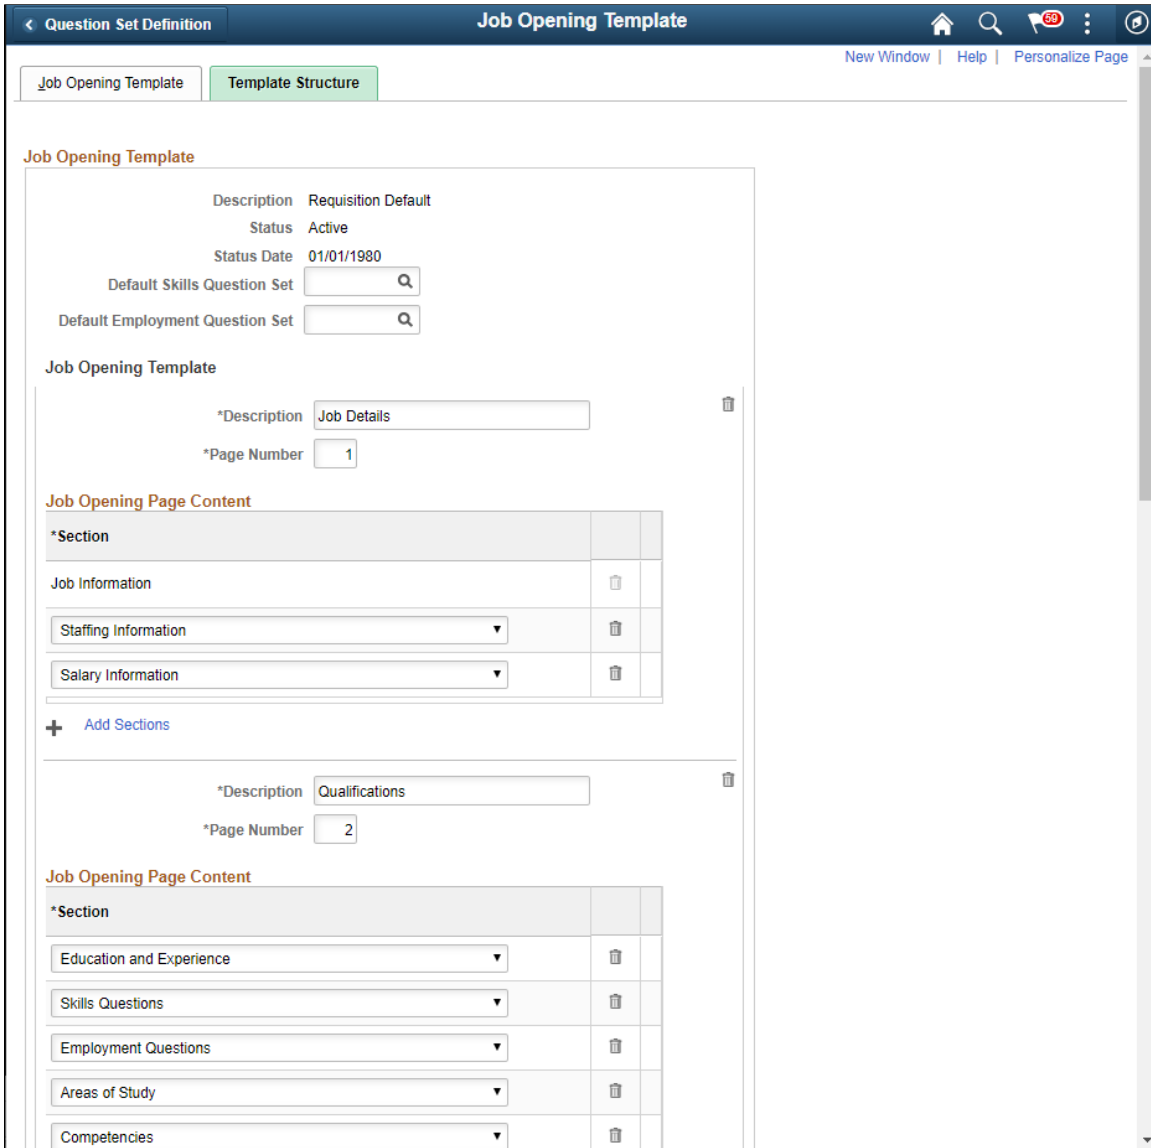 Question Set Definition
Job Opening Template
59
New Window | Help | Personalize Page
Job Opening Template
Template Structure
Job Opening Template
Description Requisition Default
Status Active
Status Date 01/01/1980
Default Skills Question Set
Default Employment Question Set
Job Opening Template
*Description Job Details
*Page Number 1
Job Opening Page Content
*Section
Job Information
Staffing Information
Salary Information
Add Sections
*Description Qualifications
*Page Number 2
Job Opening Page Content
*Section
Education and Experience
Skills Questions
Employment Questions
Areas of Study
Competencies